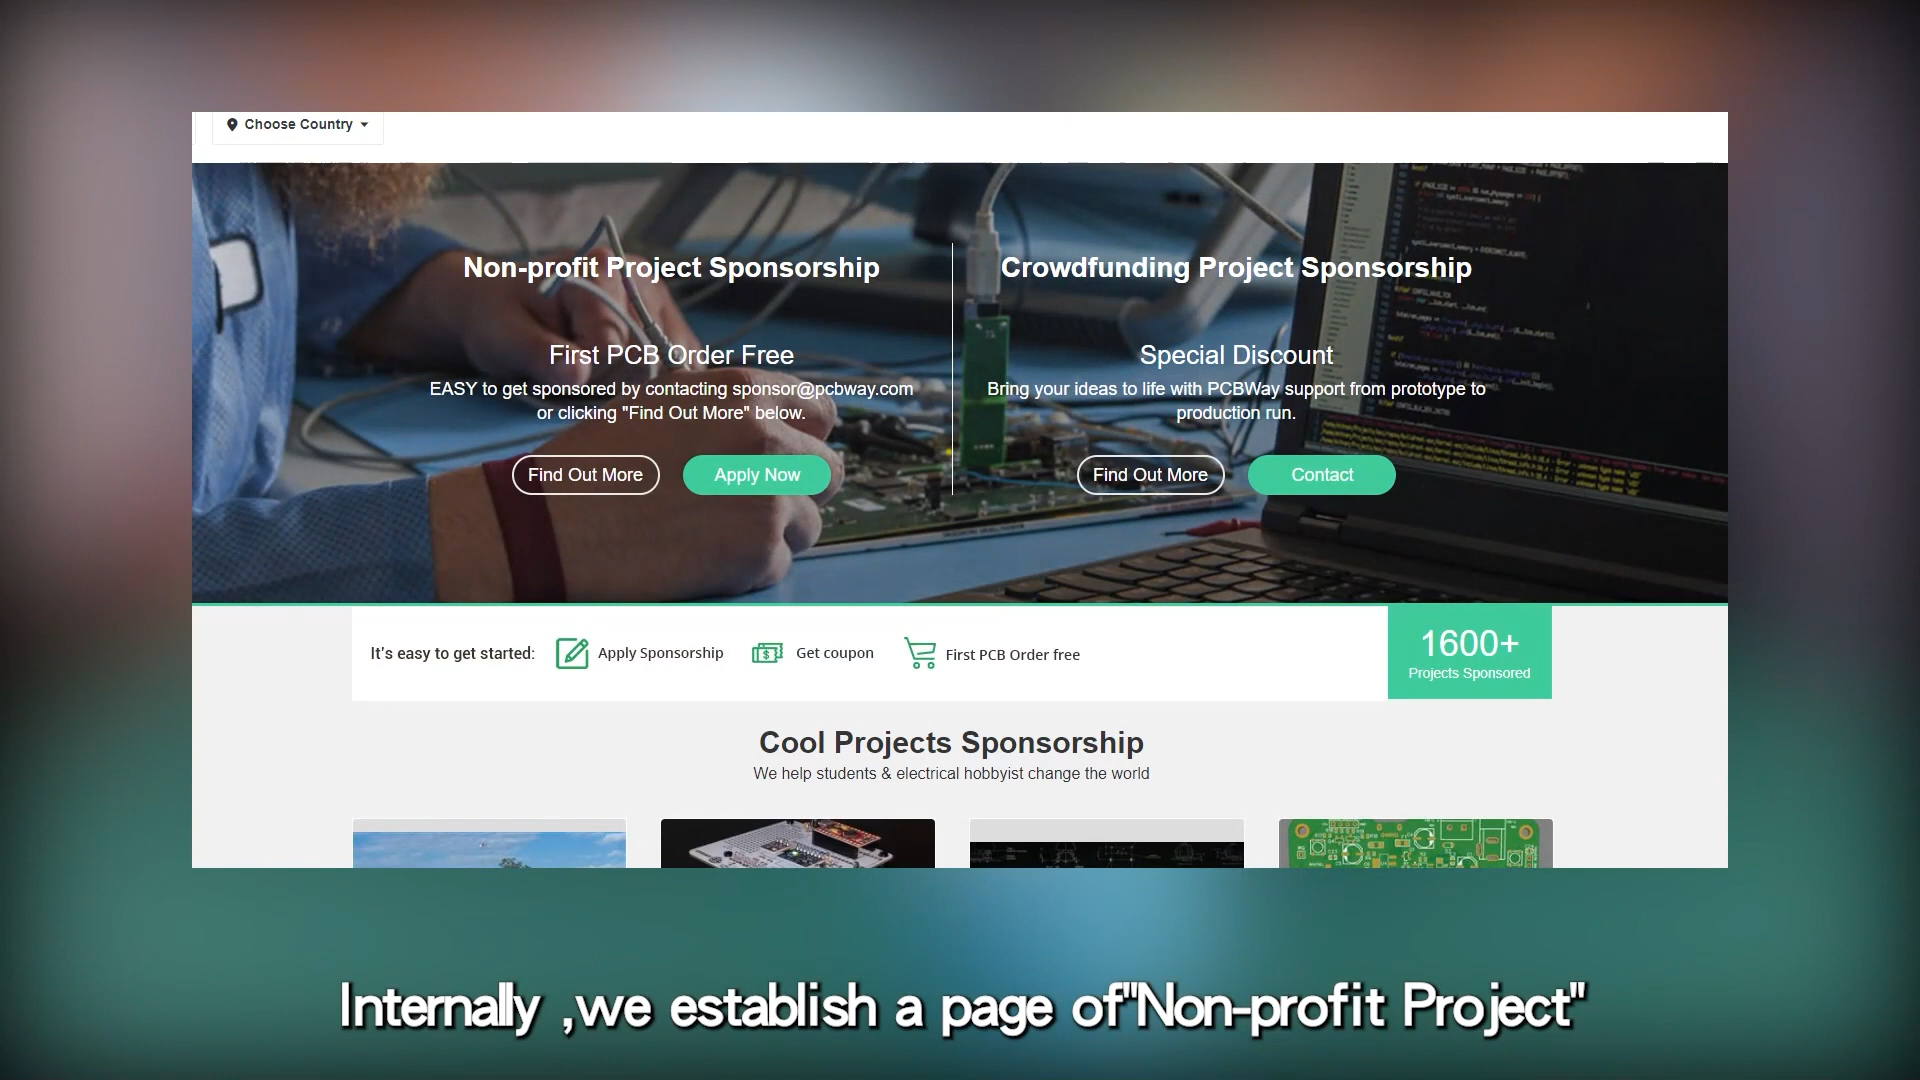 Choose Country
Non-profit Project Sponsorship
First PCB Order Free
EASY to get sponsored by contacting sponsor@pcbway.com
or clicking "Find Out More" below.
Find Out More
Apply Now
Crowdfunding Project Sponsorship
Special Discount
Bring your ideas to life with PCBWay support from prototype to
production run.
Find Out More
Contact
It's easy to get started:
Apply Sponsorship
Get coupon
First PCB Order free
1600+
Projects Sponsored
Cool Projects Sponsorship
We help students & electrical hobbyist change the world
Internally ,we establish a page of"Non-profit Project"